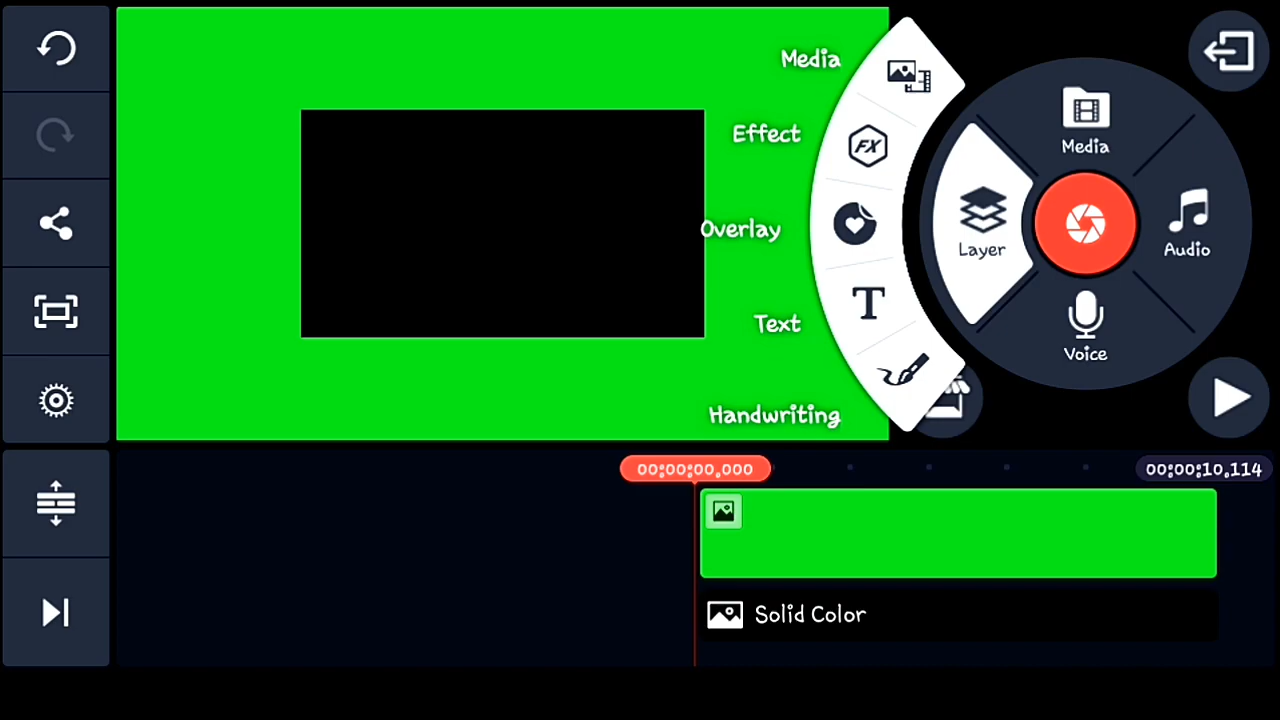 Media
Effect
Overlay
Text
Handwriting
FX
T
Media
Layer
Audio
Voice
00:00:00.000
00:00:10.114
Solid Color